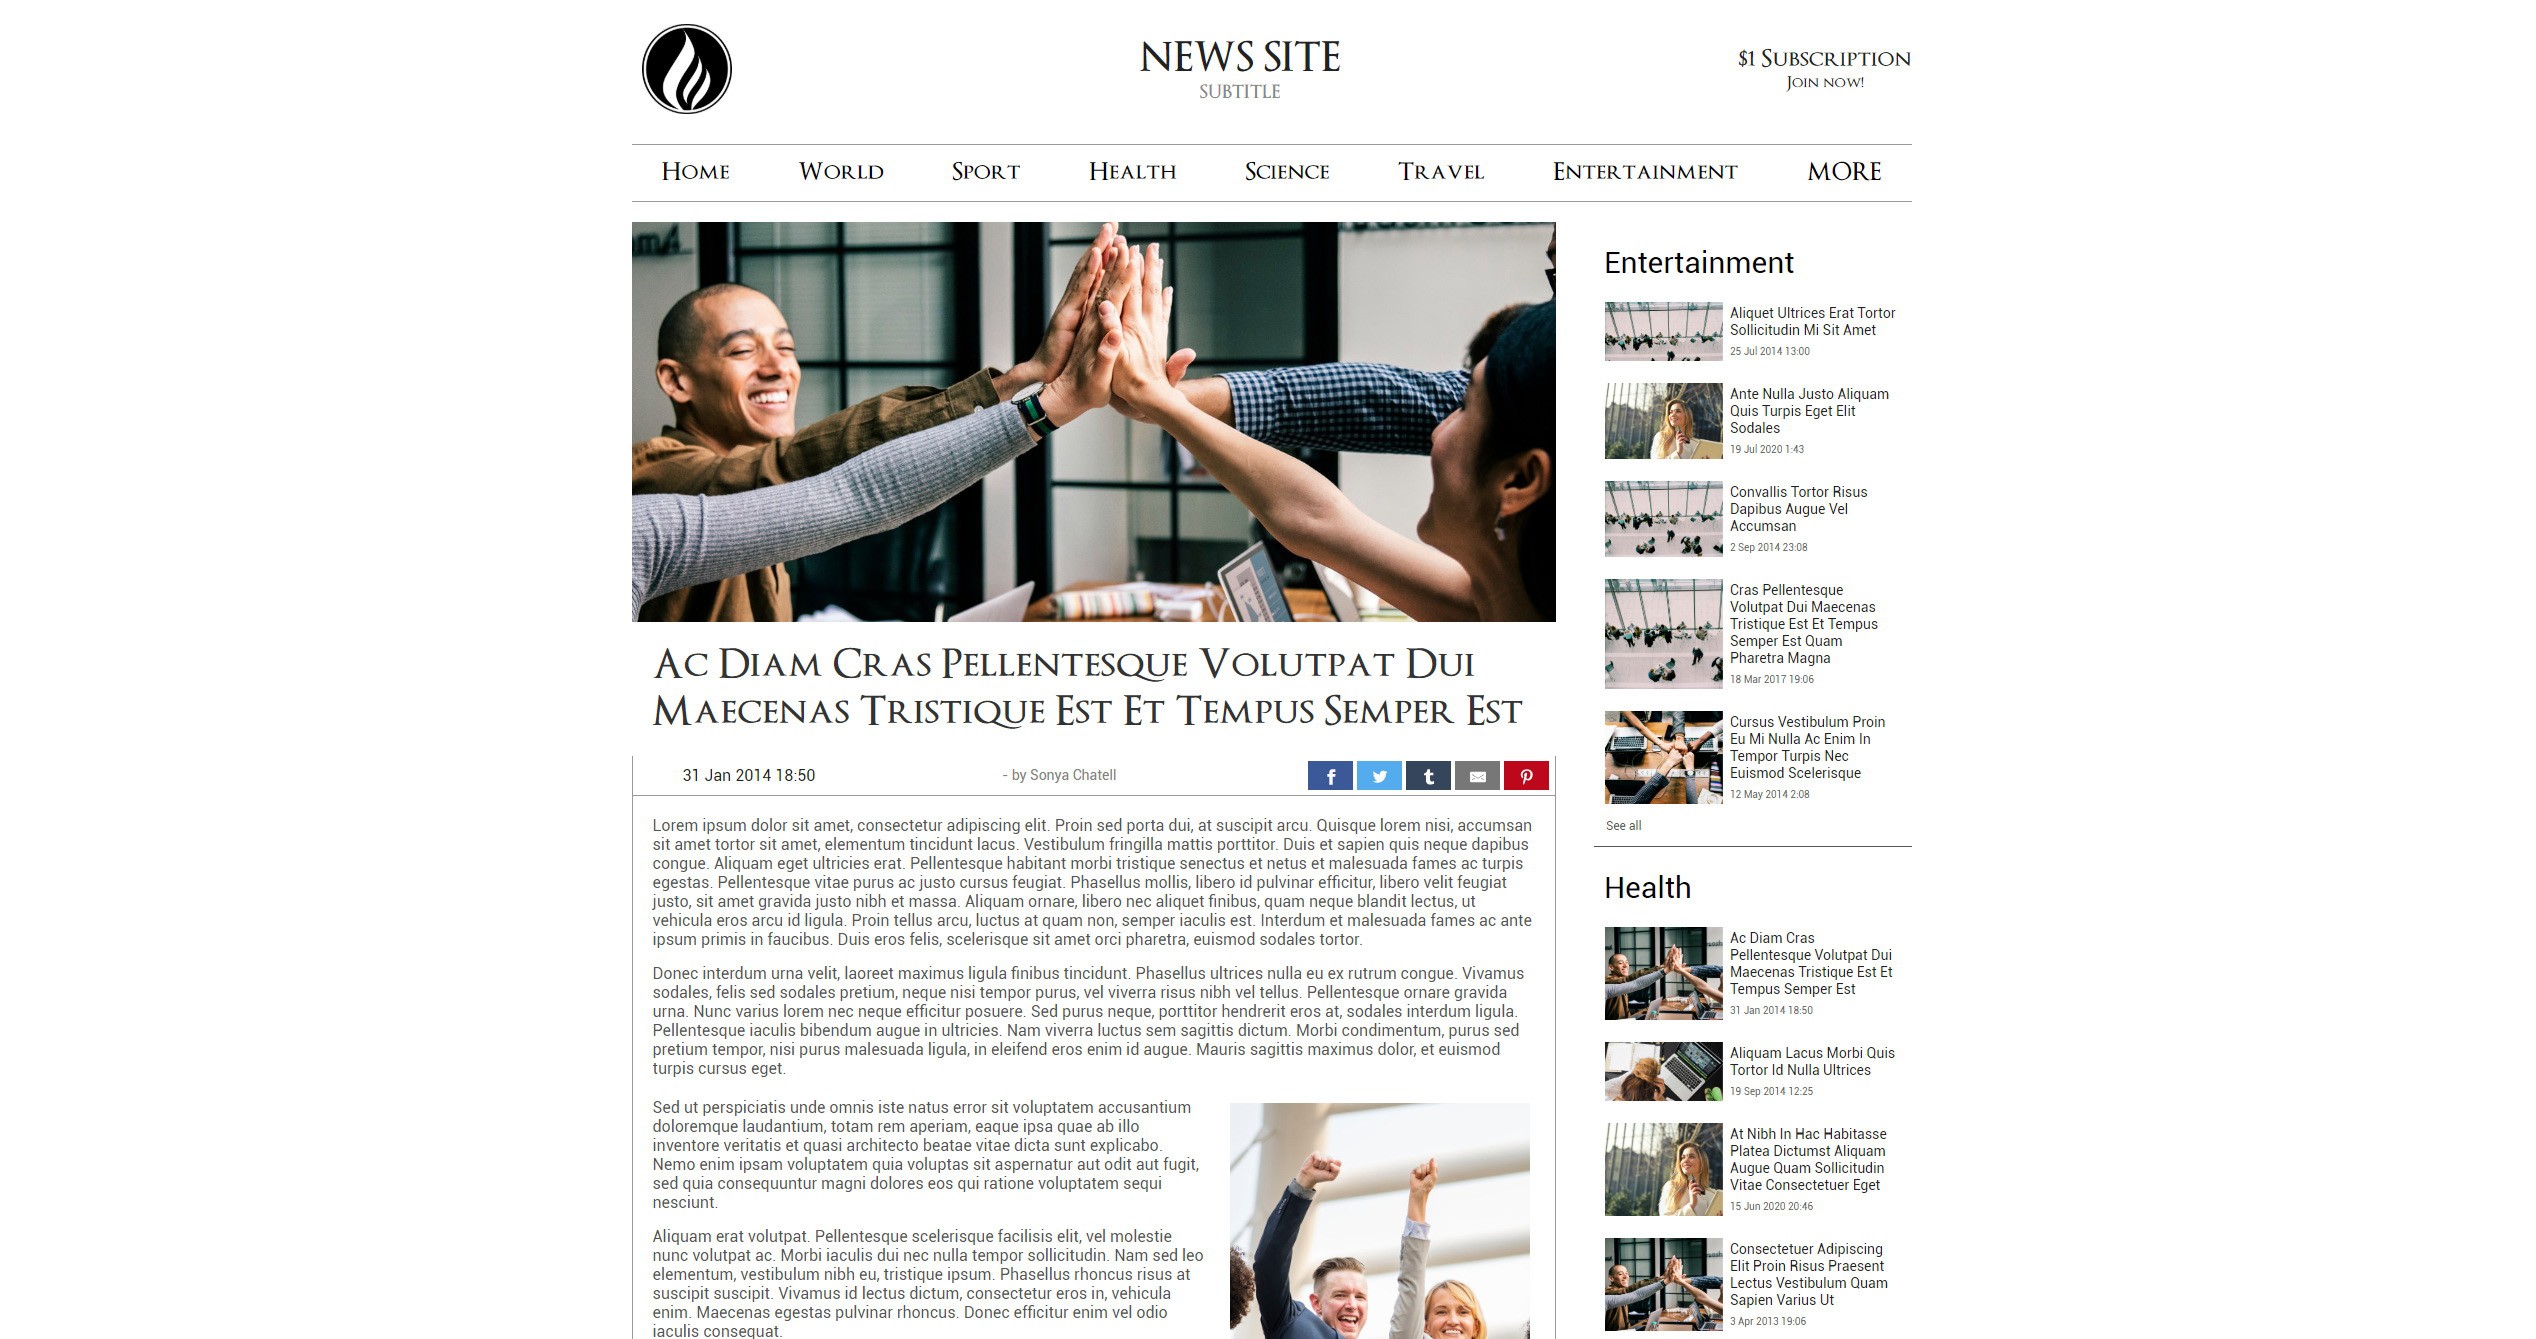 NEWS SITE
SUBTITLE
$1 Subscription
Join now!
Home World Sport Health Science Travel Entertainment MORE
Ac Diam Cras Pellentesque Volutpat Dui
Maecenas Tristique Est Et Tempus Semper Est
31 Jan 2014 18:50 - by Sonya Chatell
Lorem ipsum dolor sit amet, consectetur adipiscing elit. Proin sed porta dui, at suscipit arcu. Quisque lorem nisi, accumsan
sit amet tortor sit amet, elementum tincidunt lacus. Vestibulum fringilla mattis porttitor. Duis et sapien quis neque dapibus
congue. Aliquam eget ultricies erat. Pellentesque habitant morbi tristique senectus et netus et malesuada fames ac turpis
egestas. Pellentesque vitae purus ac justo cursus feugiat. Phasellus mollis, libero id pulvinar efficitur, libero velit feugiat
justo, sit amet gravida justo nibh et massa. Aliquam ornare, libero nec aliquet finibus, quam neque blandit lectus, ut
vehicula eros arcu id ligula. Proin tellus arcu, luctus at quam non, semper iaculis est. Interdum et malesuada fames ac ante
ipsum primis in faucibus. Duis eros felis, scelerisque sit amet orci pharetra, euismod sodales tortor.
Donec interdum urna velit, laoreet maximus ligula finibus tincidunt. Phasellus ultrices nulla eu ex rutrum congue. Vivamus
sodales, felis sed sodales pretium, neque nisi tempor purus, vel viverra risus nibh vel tellus. Pellentesque ornare gravida
urna. Nunc varius lorem nec neque efficitur posuere. Sed purus neque, porttitor hendrerit eros at, sodales interdum ligula.
Pellentesque iaculis bibendum augue in ultricies. Nam viverra luctus sem sagittis dictum. Morbi condimentum, purus sed
pretium tempor, nisi purus malesuada ligula, in eleifend eros enim id augue. Mauris sagittis maximus dolor, et euismod
turpis cursus eget.
Sed ut perspiciatis unde omnis iste natus error sit voluptatem accusantium
doloremque laudantium, totam rem aperiam, eaque ipsa quae ab illo
inventore veritatis et quasi architecto beatae vitae dicta sunt explicabo.
Nemo enim ipsam voluptatem quia voluptas sit aspernatur aut odit aut fugit,
sed quia consequuntur magni dolores eos qui ratione voluptatem sequi
nesciunt.
Aliquam erat volutpat. Pellentesque scelerisque facilisis elit, vel molestie
nunc volutpat ac. Morbi iaculis dui nec nulla tempor sollicitudin. Nam sed leo
elementum, vestibulum nibh eu, tristique ipsum. Phasellus rhoncus risus at
suscipit suscipit. Vivamus id lectus dictum, consectetur eros in, vehicula
enim. Maecenas egestas pulvinar rhoncus. Donec efficitur enim vel odio
iaculis consequat.
Entertainment
Aliquet Ultrices Erat Tortor
Sollicitudin Mi Sit Amet
25 Jul 2014 13:00
Ante Nulla Justo Aliquam
Quis Turpis Eget Elit
Sodales
19 Jul 2020 1:43
Convallis Tortor Risus
Dapibus Augue Vel
Accumsan
2 Sep 2014 23:08
Cras Pellentesque
Volutpat Dui Maecenas
Tristique Est Et Tempus
Semper Est Quam
Pharetra Magna
18 Mar 2017 19:06
Cursus Vestibulum Proin
Eu Mi Nulla Ac Enim In
Tempor Turpis Nec
Euismod Scelerisque
12 May 2014 2:08
See all
Health
Ac Diam Cras
Pellentesque Volutpat Dui
Maecenas Tristique Est Et
Tempus Semper Est
31 Jan 2014 18:50
Aliquam Lacus Morbi Quis
Tortor Id Nulla Ultrices
19 Sep 2014 12:25
At Nibh In Hac Habitasse
Platea Dictumst Aliquam
Augue Quam Sollicitudin
Vitae Consectetuer Eget
15 Jun 2020 20:46
Consectetuer Adipiscing
Elit Proin Risus Praesent
Lectus Vestibulum Quam
Sapien Varius Ut
3 Apr 2013 19:06